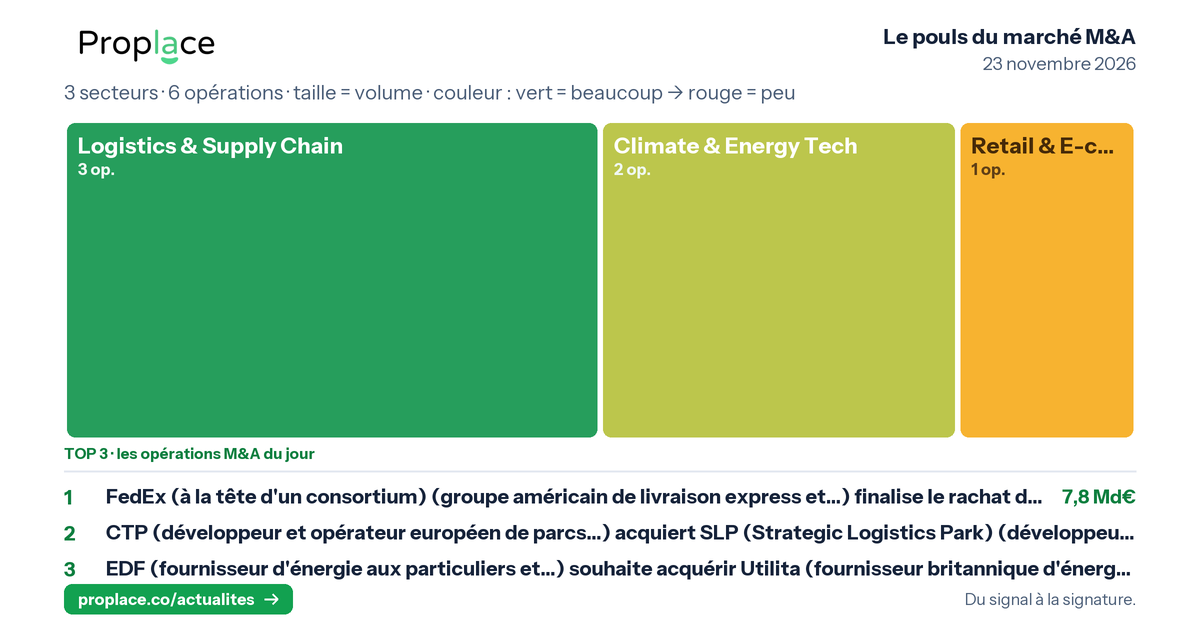 Proplace
Le pouls du marché M&A
23 novembre 2026
3 secteurs · 6 opérations · taille = volume · couleur : vert = beaucoup → rouge = peu
Logistics & Supply Chain
3 op.
Climate & Energy Tech
2 op.
Retail & E-c...
1 op.
TOP 3 · les opérations M&A du jour
1 FedEx (à la tête d'un consortium) (groupe américain de livraison express et...) finalise le rachat d... 7,8 Md€
2 CTP (développeur et opérateur européen de parcs...) acquiert SLP (Strategic Logistics Park) (développeu...
3 EDF (fournisseur d'énergie aux particuliers et...) souhaite acquérir Utilita (fournisseur britannique d'énerg...
proplace.co/actualites →
Du signal à la signature.